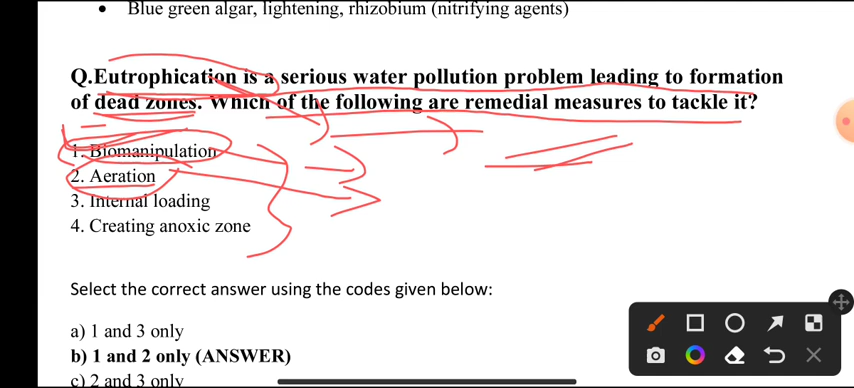 • Blue green algar, lightening, rhizobium (nitrifying agents)
Q.Eutrophication is a serious water pollution problem leading to formation
of dead zones. Which of the following are remedial measures to tackle it?
1. Biomanipulation
2. Aeration
3. Internal loading
4. Creating anoxic zone
Select the correct answer using the codes given below:
a) 1 and 3 only
b) 1 and 2 only (ANSWER)
c) 2 and 3 only